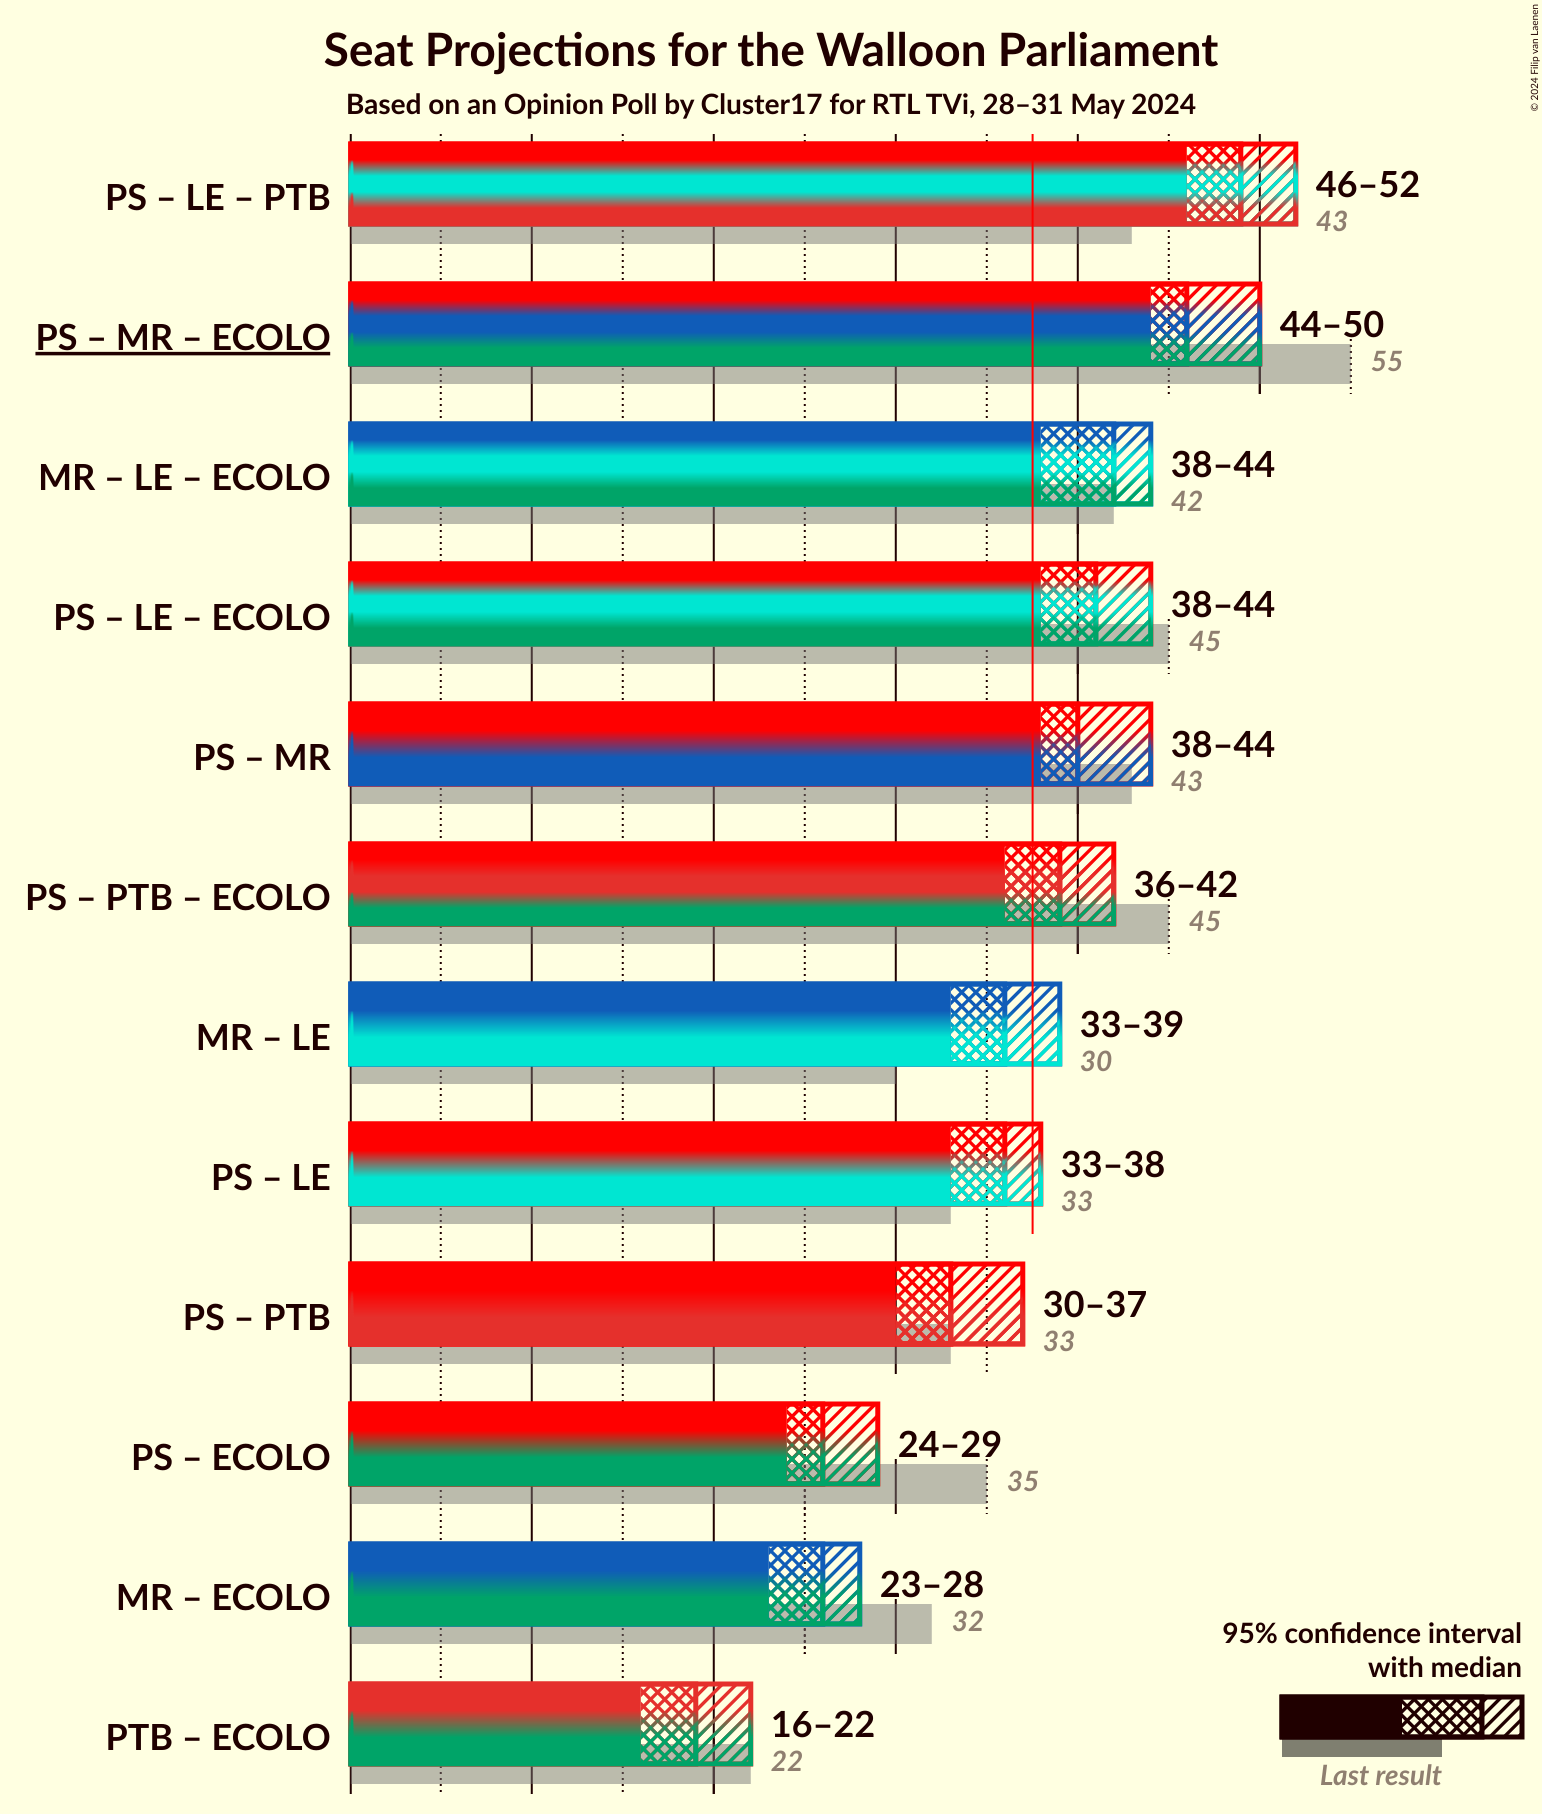 Seat Projections for the Walloon Parliament
Based on an Opinion Poll by Cluster17 for RTL TVi, 28–31 May 2024
© 2024 Filip van Laenen
PS – LE – PTB
46–52
43
PS – MR – ECOLO
44–50
55
MR – LE – ECOLO
38–44
42
PS – LE – ECOLO
38–44
45
PS – MR
38–44
43
PS – PTB – ECOLO
36–42
45
MR – LE
33–39
30
PS – LE
33–38
33
PS – PTB
30–37
33
PS – ECOLO
24–29
35
MR – ECOLO
23–28
32
PTB – ECOLO
16–22
22
95% confidence interval
with median
Last result